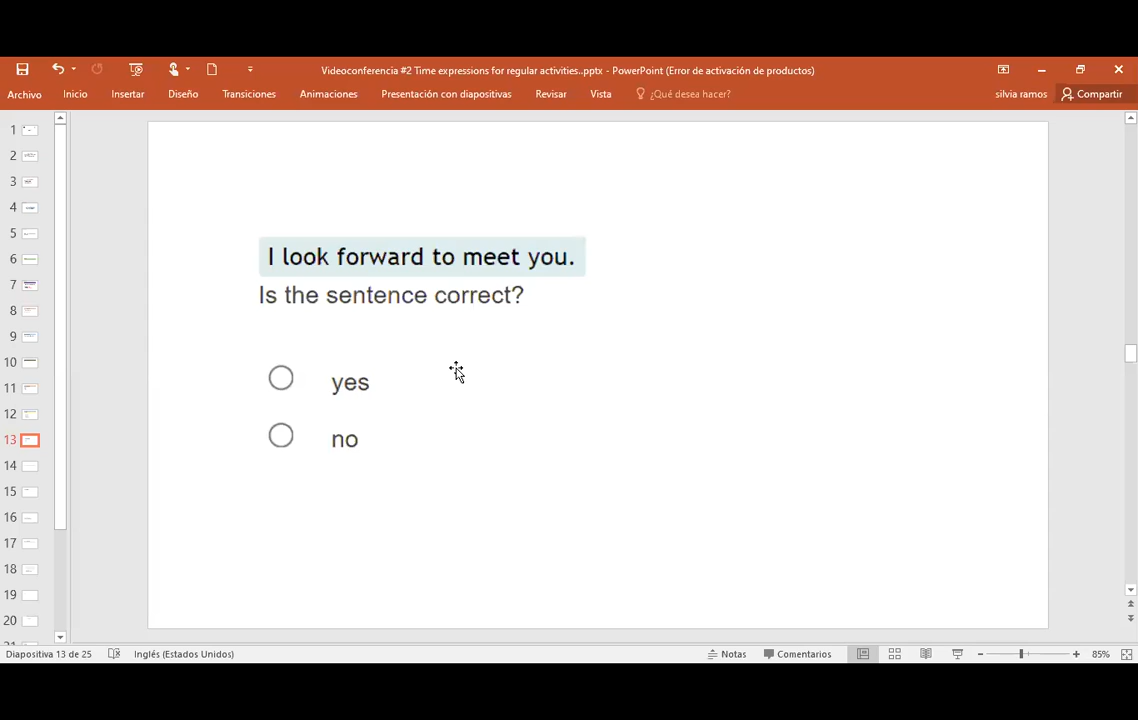 Videoconferencia #2 Time expressions for regular activities..pptx - PowerPoint (Error de activación de productos)
Archivo Inicio Insertar Diseño Transiciones Animaciones Presentación con diapositivas Revisar Vista ¿Qué desea hacer? silvia ramos Compartir
1
2
3
4
5
6
7
8
9
10
11
12
13
14
15
16
17
18
19
20
I look forward to meet you.
Is the sentence correct?
yes
no
Diapositiva 13 de 25 Inglés (Estados Unidos) Notas Comentarios 85%